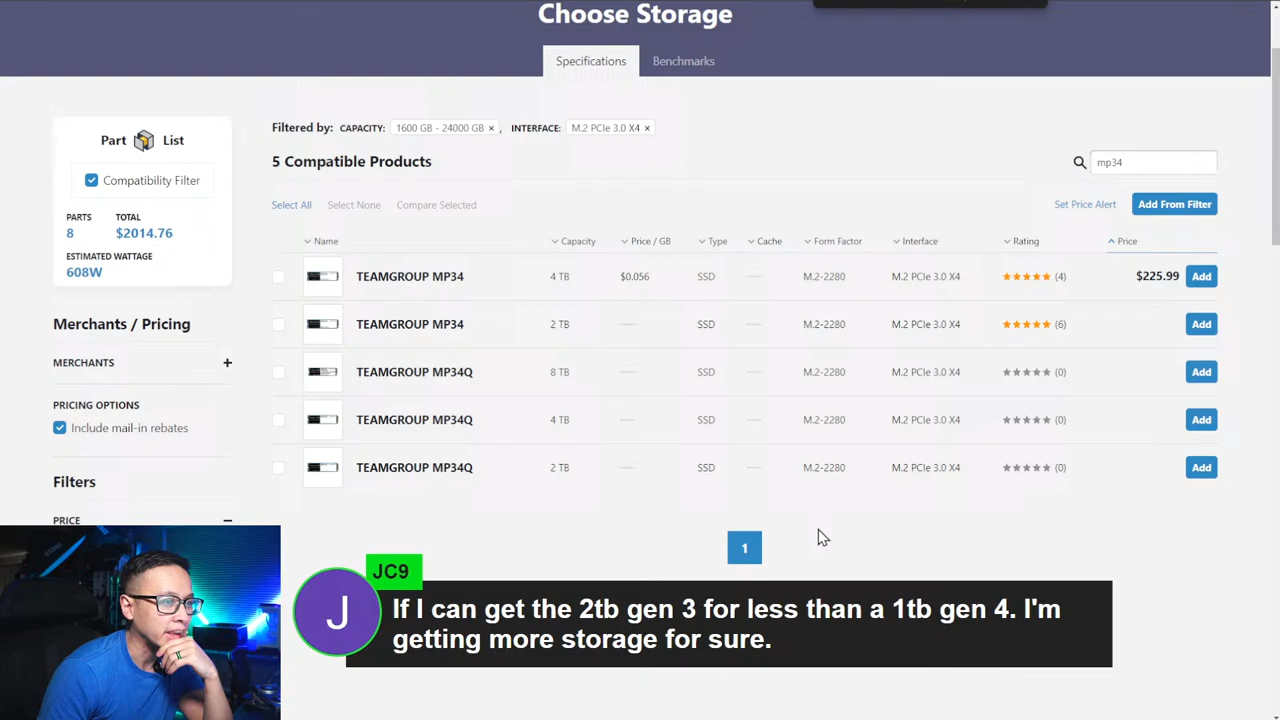 Choose Storage
Specifications
Benchmarks
Part List
Compatibility Filter
PARTS TOTAL
8 $2014.76
ESTIMATED WATTAGE
608W
Merchants / Pricing
MERCHANTS +
PRICING OPTIONS
Include mail-in rebates
Filters
PRICE
Filtered by: CAPACITY: 1600 GB - 24000 GB ×, INTERFACE: M.2 PCIe 3.0 X4 ×
5 Compatible Products
mp34
Select All Select None Compare Selected
Set Price Alert Add From Filter
Name Capacity Price / GB Type Cache Form Factor Interface Rating Price
TEAMGROUP MP34 4 TB $0.056 SSD M.2-2280 M.2 PCIe 3.0 X4 (4) $225.99 Add
TEAMGROUP MP34 2 TB SSD M.2-2280 M.2 PCIe 3.0 X4 (6) Add
TEAMGROUP MP34Q 8 TB SSD M.2-2280 M.2 PCIe 3.0 X4 (0) Add
TEAMGROUP MP34Q 4 TB SSD M.2-2280 M.2 PCIe 3.0 X4 (0) Add
TEAMGROUP MP34Q 2 TB SSD M.2-2280 M.2 PCIe 3.0 X4 (0) Add
1
JC9
J
If I can get the 2tb gen 3 for less than a 1tb gen 4. I'm
getting more storage for sure.